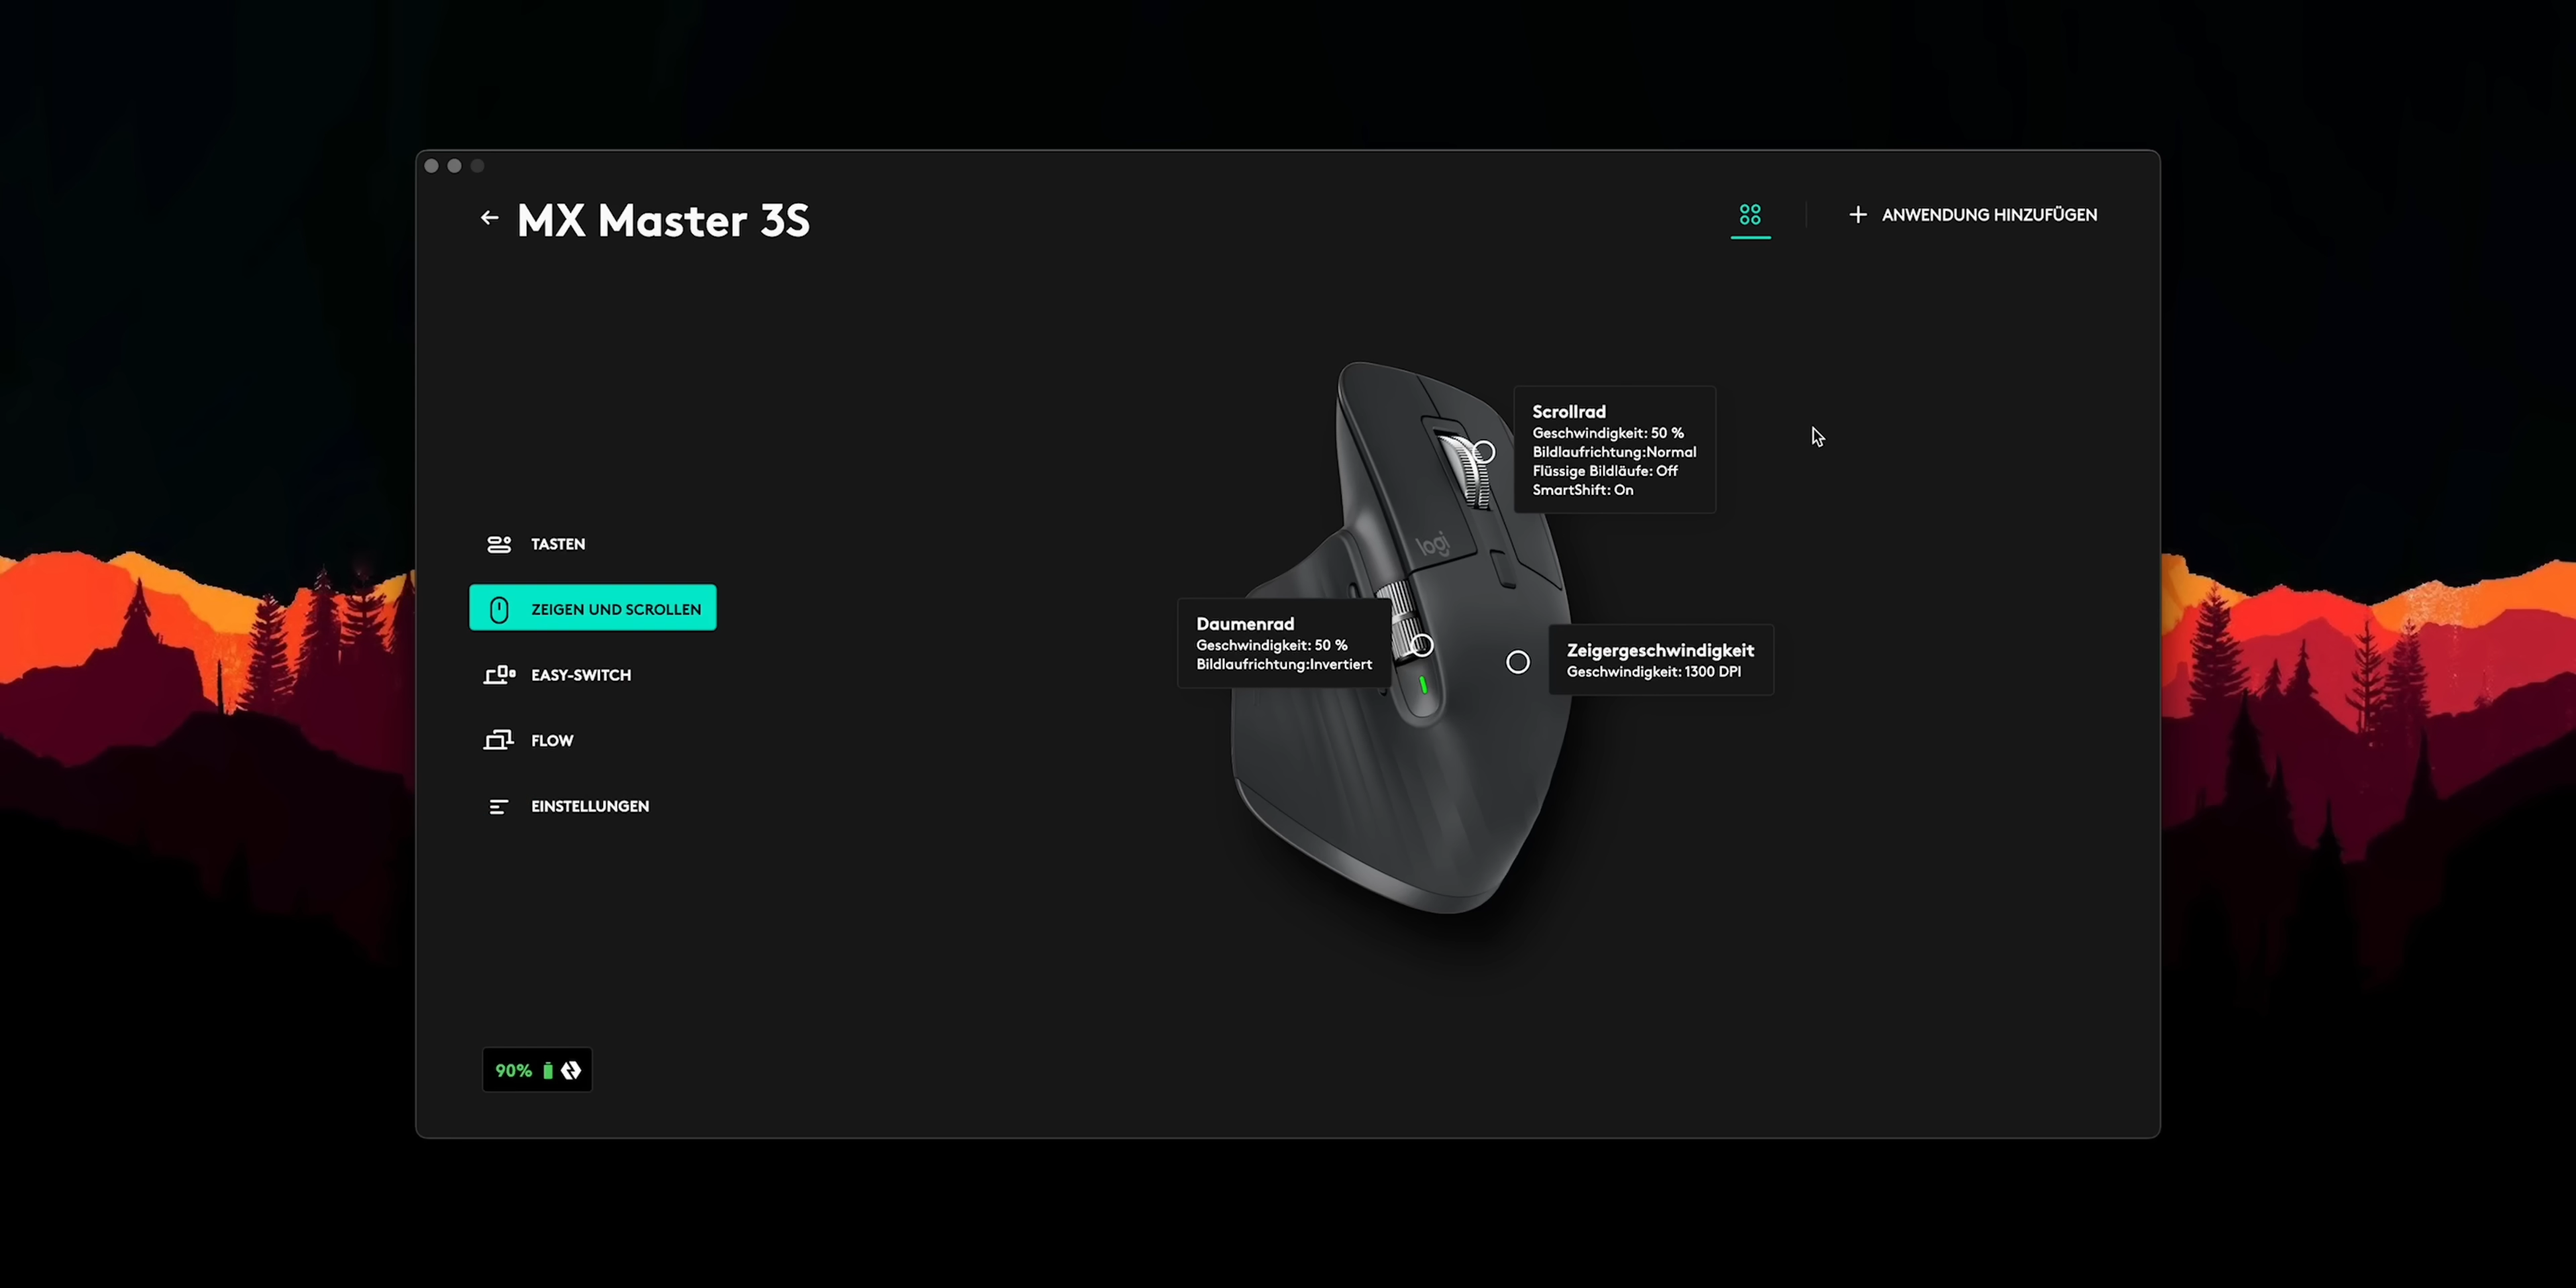 MX Master 3S
ANWENDUNG HINZUFÜGEN
Scrollrad
Geschwindigkeit: 50 %
Bildlaufrichtung:Normal
Flüssige Bildläufe: Off
SmartShift: On
logi
TASTEN
ZEIGEN UND SCROLLEN
EASY-SWITCH
FLOW
EINSTELLUNGEN
Daumenrad
Geschwindigkeit: 50 %
Bildlaufrichtung:Invertiert
Zeigergeschwindigkeit
Geschwindigkeit: 1300 DPI
90%